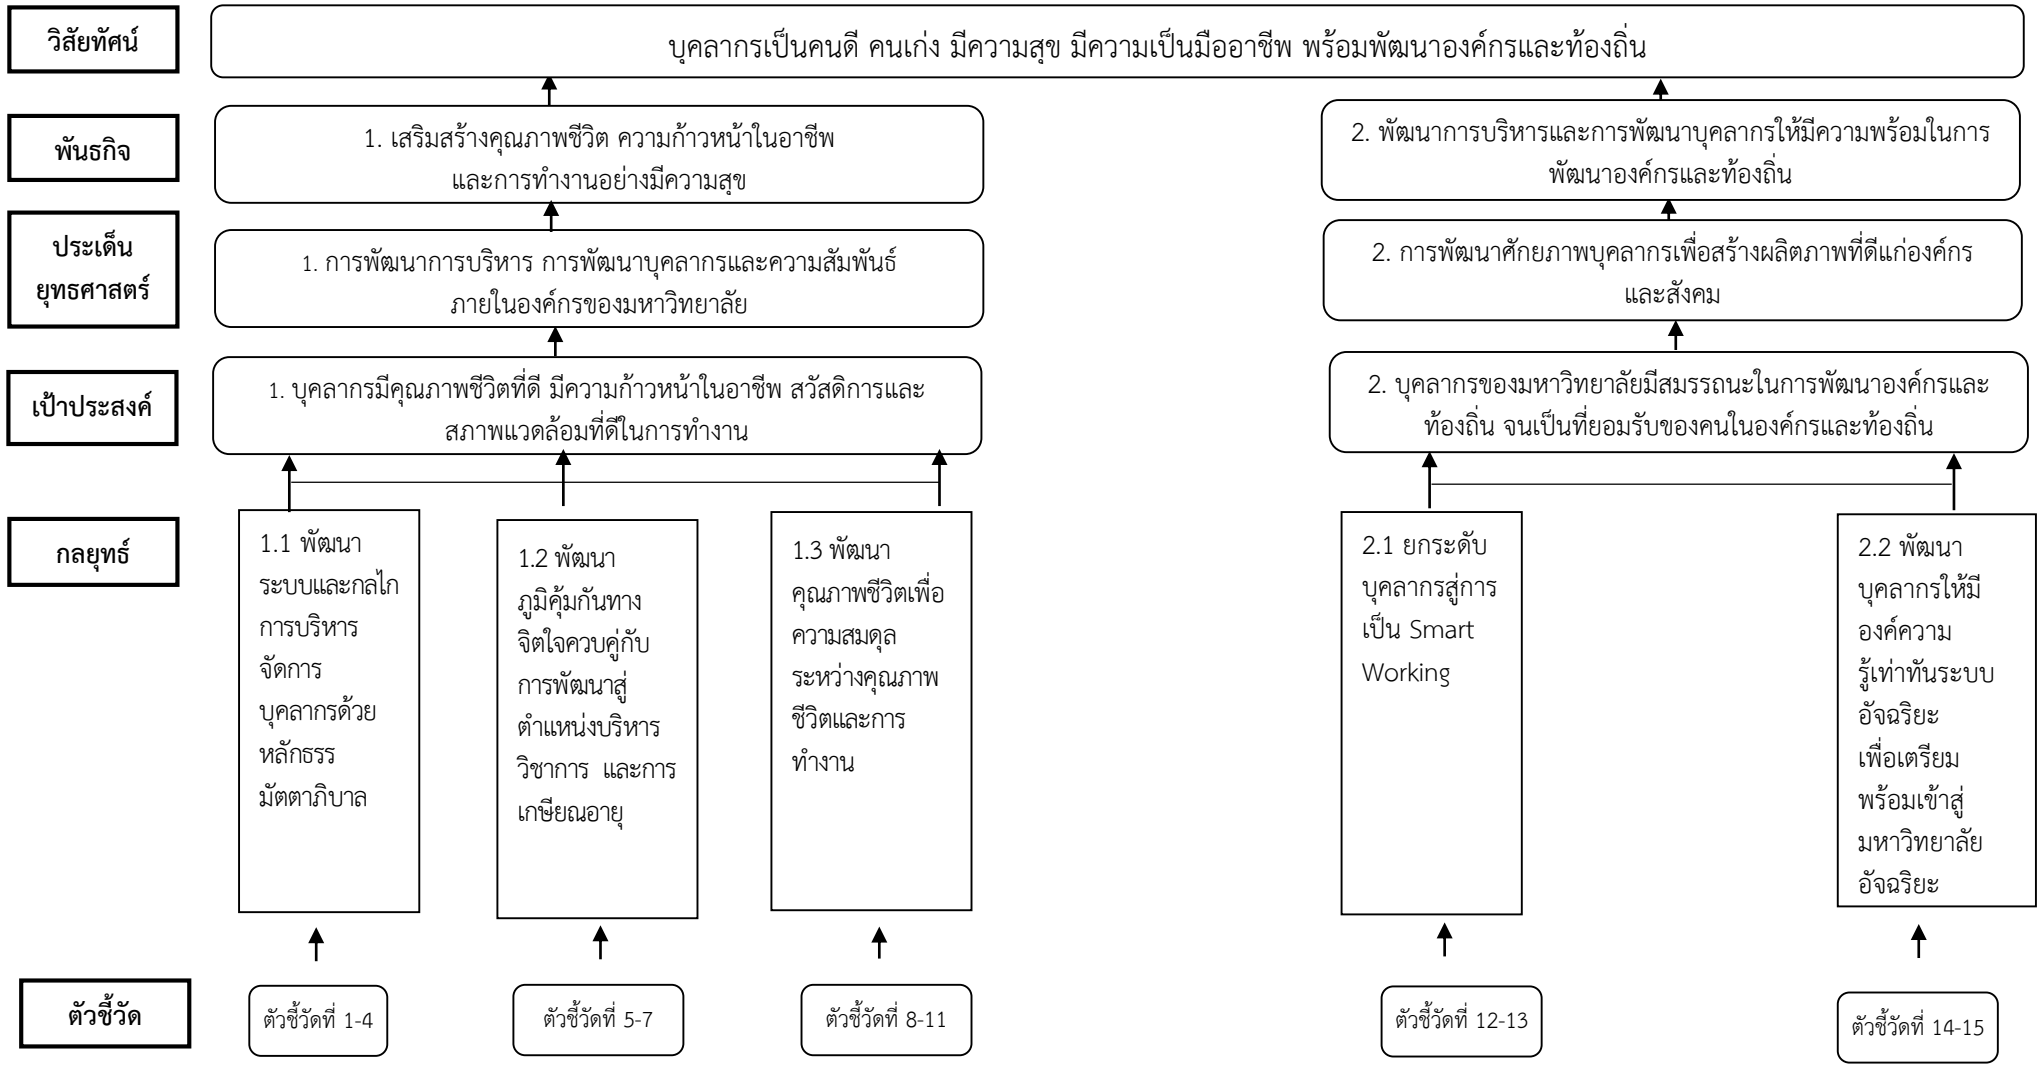 วิสัยทัศน์
บุคลากรเป็นคนดี คนเก่ง มีความสุข มีความเป็นมืออาชีพ พร้อมพัฒนาองค์กรและท้องถิ่น
พันธกิจ
1. เสริมสร้างคุณภาพชีวิต ความก้าวหน้าในอาชีพ
และการทำงานอย่างมีความสุข
2. พัฒนาการบริหารและการพัฒนาบุคลากรให้มีความพร้อมในการ
พัฒนาองค์กรและท้องถิ่น
ประเด็น
ยุทธศาสตร์
1. การพัฒนาการบริหาร การพัฒนาบุคลากรและความสัมพันธ์
ภายในองค์กรของมหาวิทยาลัย
2. การพัฒนาศักยภาพบุคลากรเพื่อสร้างผลิตภาพที่ดีแก่องค์กร
และสังคม
เป้าประสงค์
1. บุคลากรมีคุณภาพชีวิตที่ดี มีความก้าวหน้าในอาชีพ สวัสดิการและ
สภาพแวดล้อมที่ดีในการทำงาน
2. บุคลากรของมหาวิทยาลัยมีสมรรถนะในการพัฒนาองค์กรและ
ท้องถิ่น จนเป็นที่ยอมรับของคนในองค์กรและท้องถิ่น
กลยุทธ์
1.1 พัฒนา
ระบบและกลไก
การบริหาร
จัดการ
บุคลากรด้วย
หลักธรร
มัตตาภิบาล
1.2 พัฒนา
ภูมิคุ้มกันทาง
จิตใจควบคู่กับ
การพัฒนาสู่
ตำแหน่งบริหาร
วิชาการ และการ
เกษียณอายุ
1.3 พัฒนา
คุณภาพชีวิตเพื่อ
ความสมดุล
ระหว่างคุณภาพ
ชีวิตและการ
ทำงาน
2.1 ยกระดับ
บุคลากรสู่การ
เป็น Smart
Working
2.2 พัฒนา
บุคลากรให้มี
องค์ความ
รู้เท่าทันระบบ
อัจฉริยะ
เพื่อเตรียม
พร้อมเข้าสู่
มหาวิทยาลัย
อัจฉริยะ
ตัวชี้วัด
ตัวชี้วัดที่ 1-4
ตัวชี้วัดที่ 5-7
ตัวชี้วัดที่ 8-11
ตัวชี้วัดที่ 12-13
ตัวชี้วัดที่ 14-15